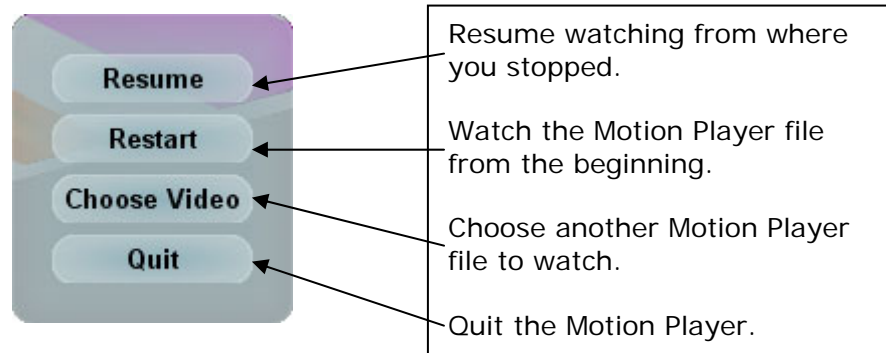 Resume
Restart
Choose Video
Quit
Resume watching from where
you stopped.
Watch the Motion Player file
from the beginning.
Choose another Motion Player
file to watch.
Quit the Motion Player.